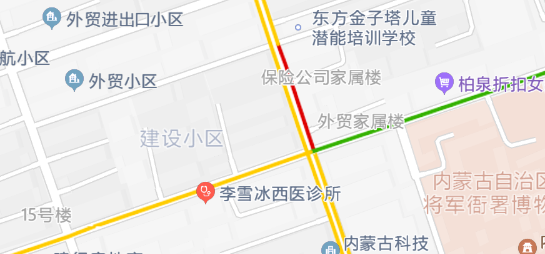 外贸进出口小区
东方金子塔儿童
潜能培训学校
航小区
外贸小区
保险公司家属楼
柏泉折扣女
外贸家属楼
建设小区
内蒙古自治区
将军衙署博物
李雪冰西医诊所
15号楼
内蒙古科技
内